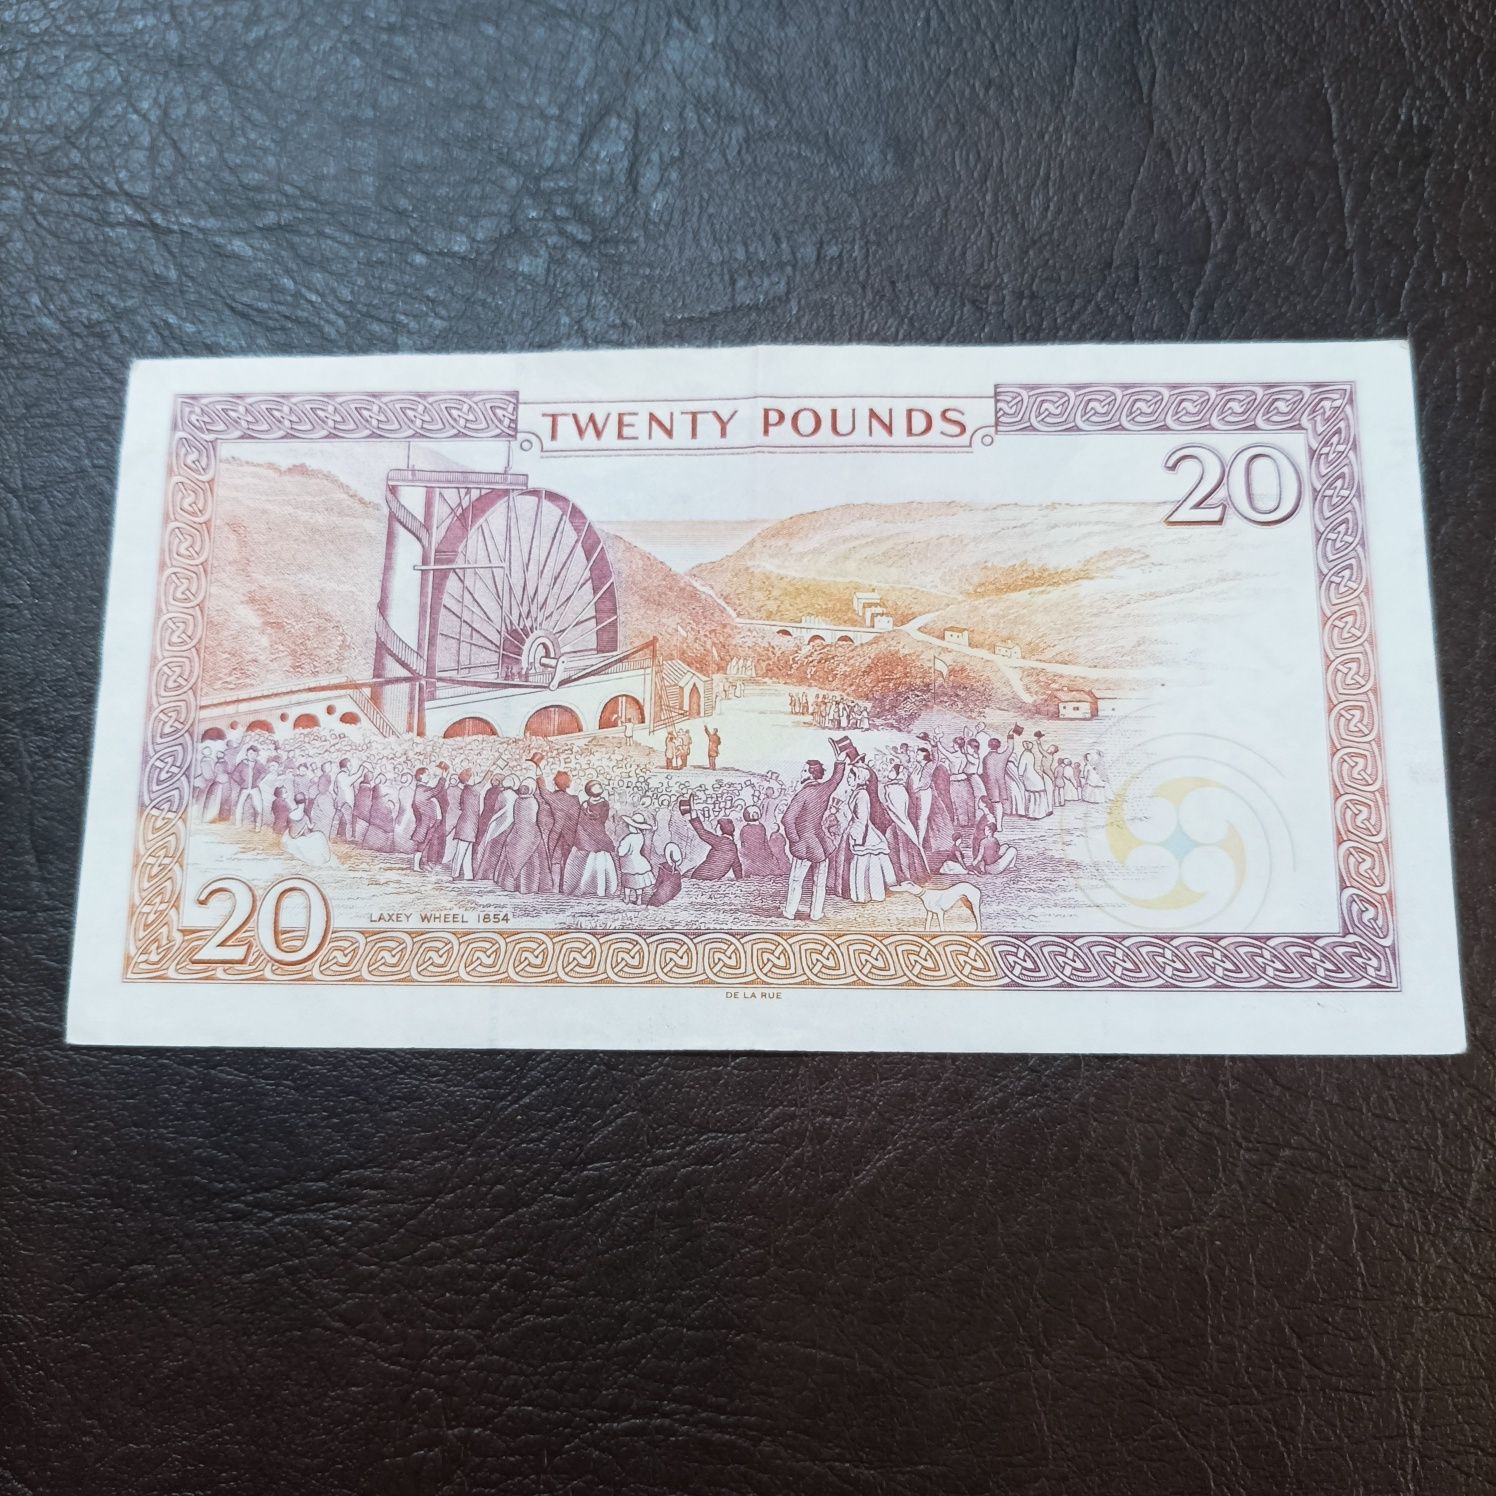 TWENTY POUNDS
20
20
LAXEY WHEEL 1854
DE LA RUE